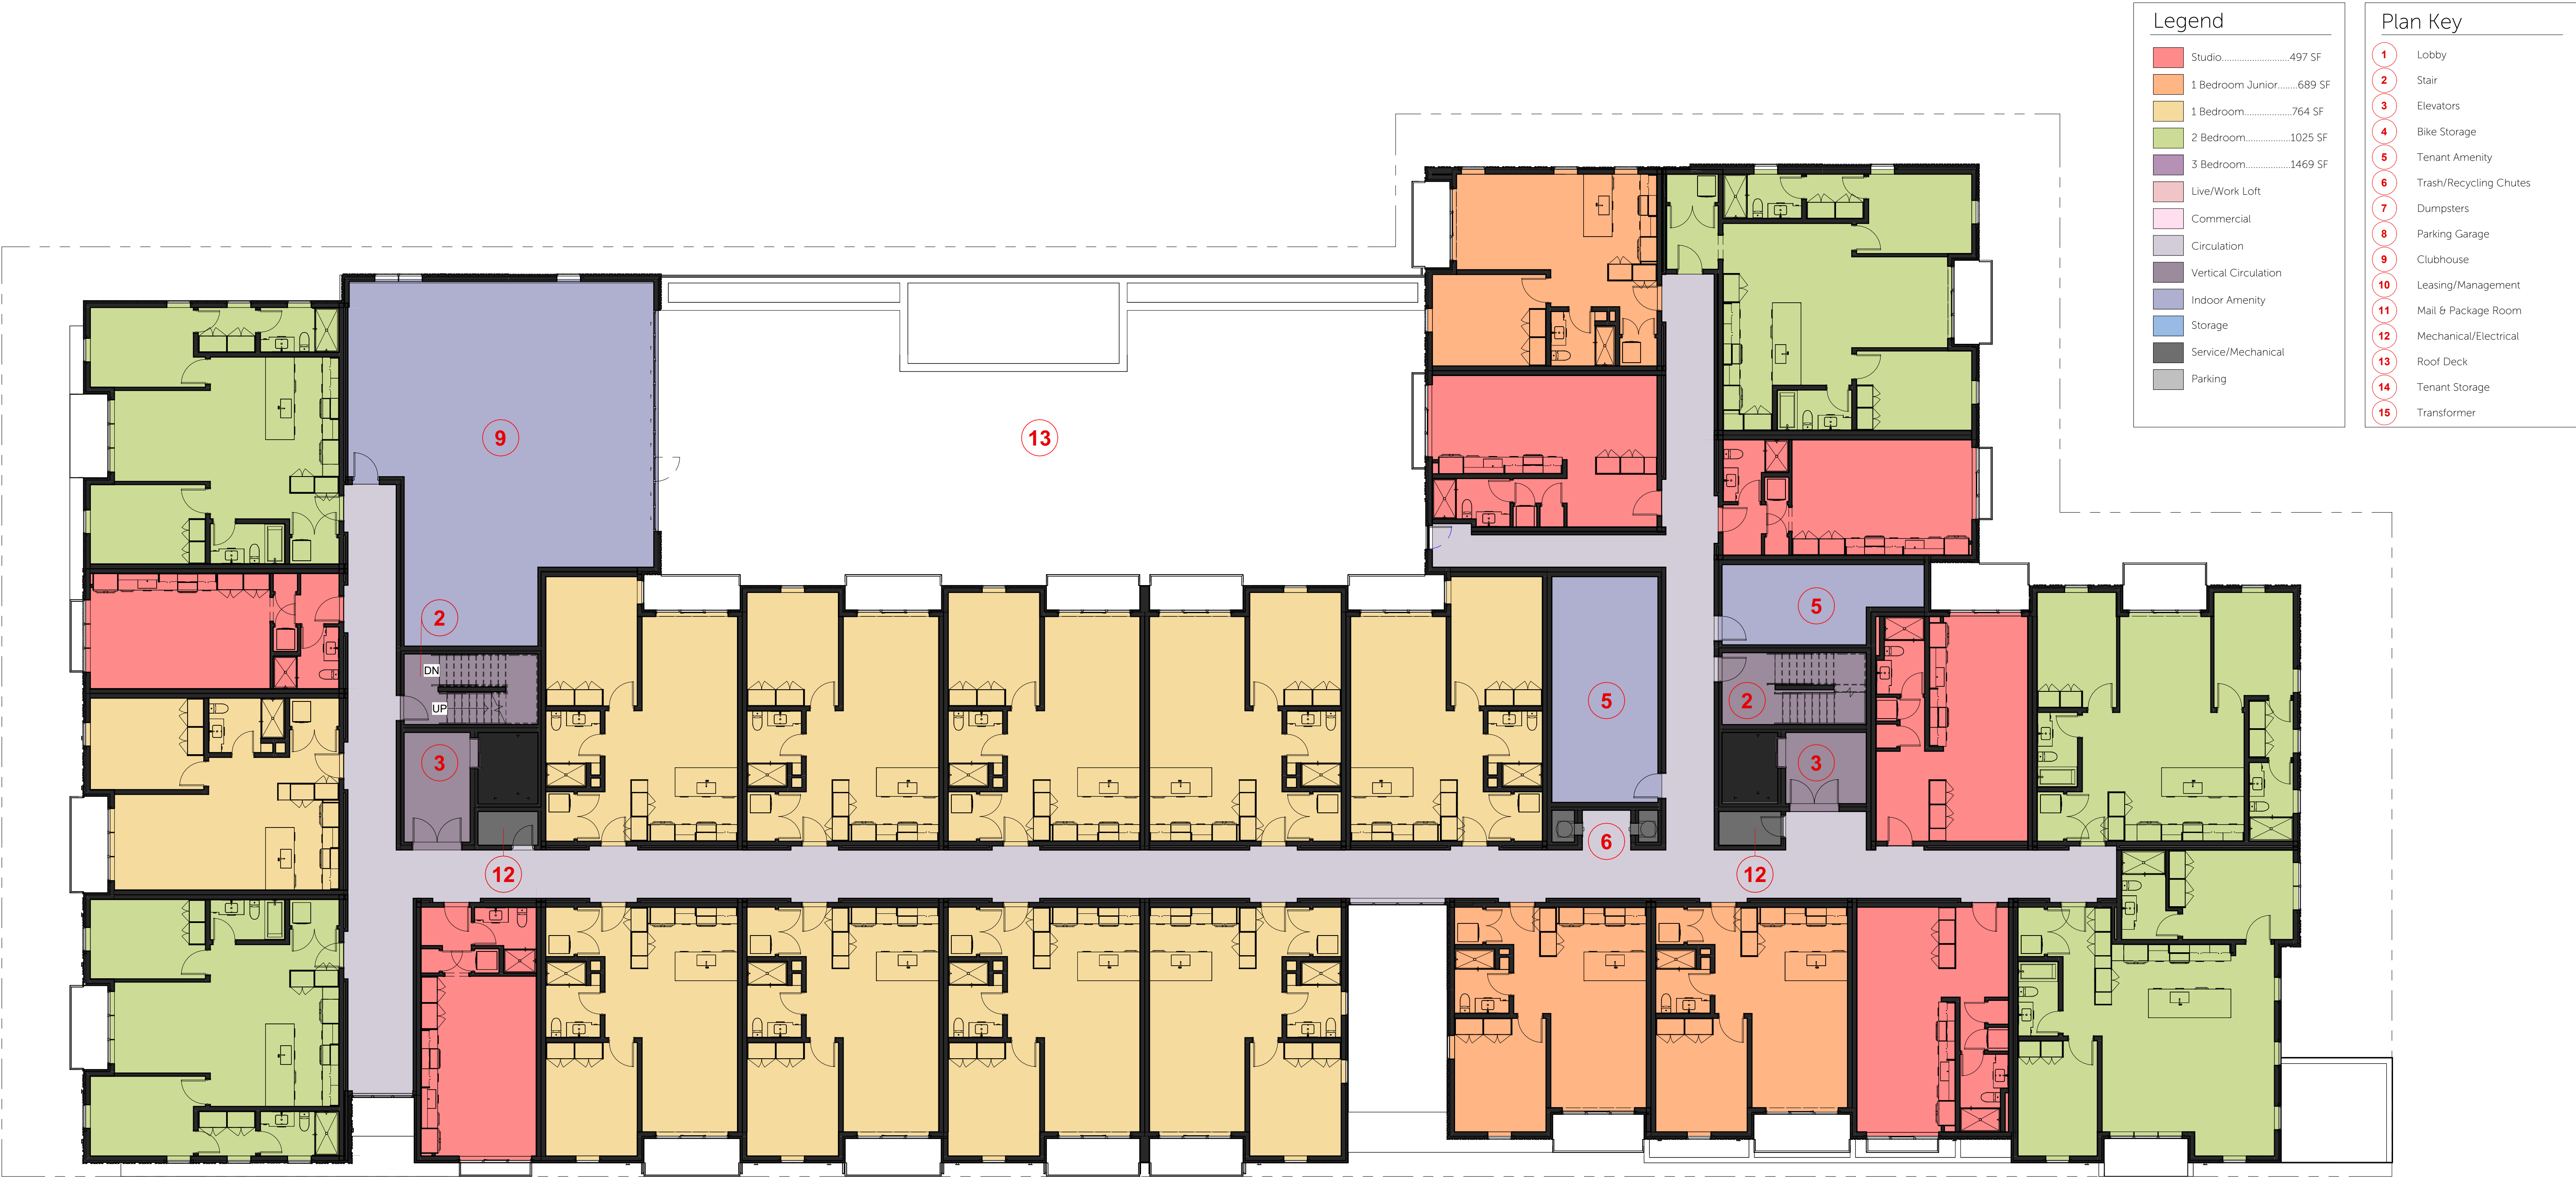 Legend
Studio...........................497 SF
1 Bedroom Junior........689 SF
1 Bedroom...................764 SF
2 Bedroom..................1025 SF
3 Bedroom..................1469 SF
Live/Work Loft
Commercial
Circulation
Vertical Circulation
Indoor Amenity
Storage
Service/Mechanical
Parking
Plan Key
1 Lobby
2 Stair
3 Elevators
4 Bike Storage
5 Tenant Amenity
6 Trash/Recycling Chutes
7 Dumpsters
8 Parking Garage
9 Clubhouse
10 Leasing/Management
11 Mail & Package Room
12 Mechanical/Electrical
13 Roof Deck
14 Tenant Storage
15 Transformer
9
13
2
5
DN
UP
5
2
3
3
6
12
12